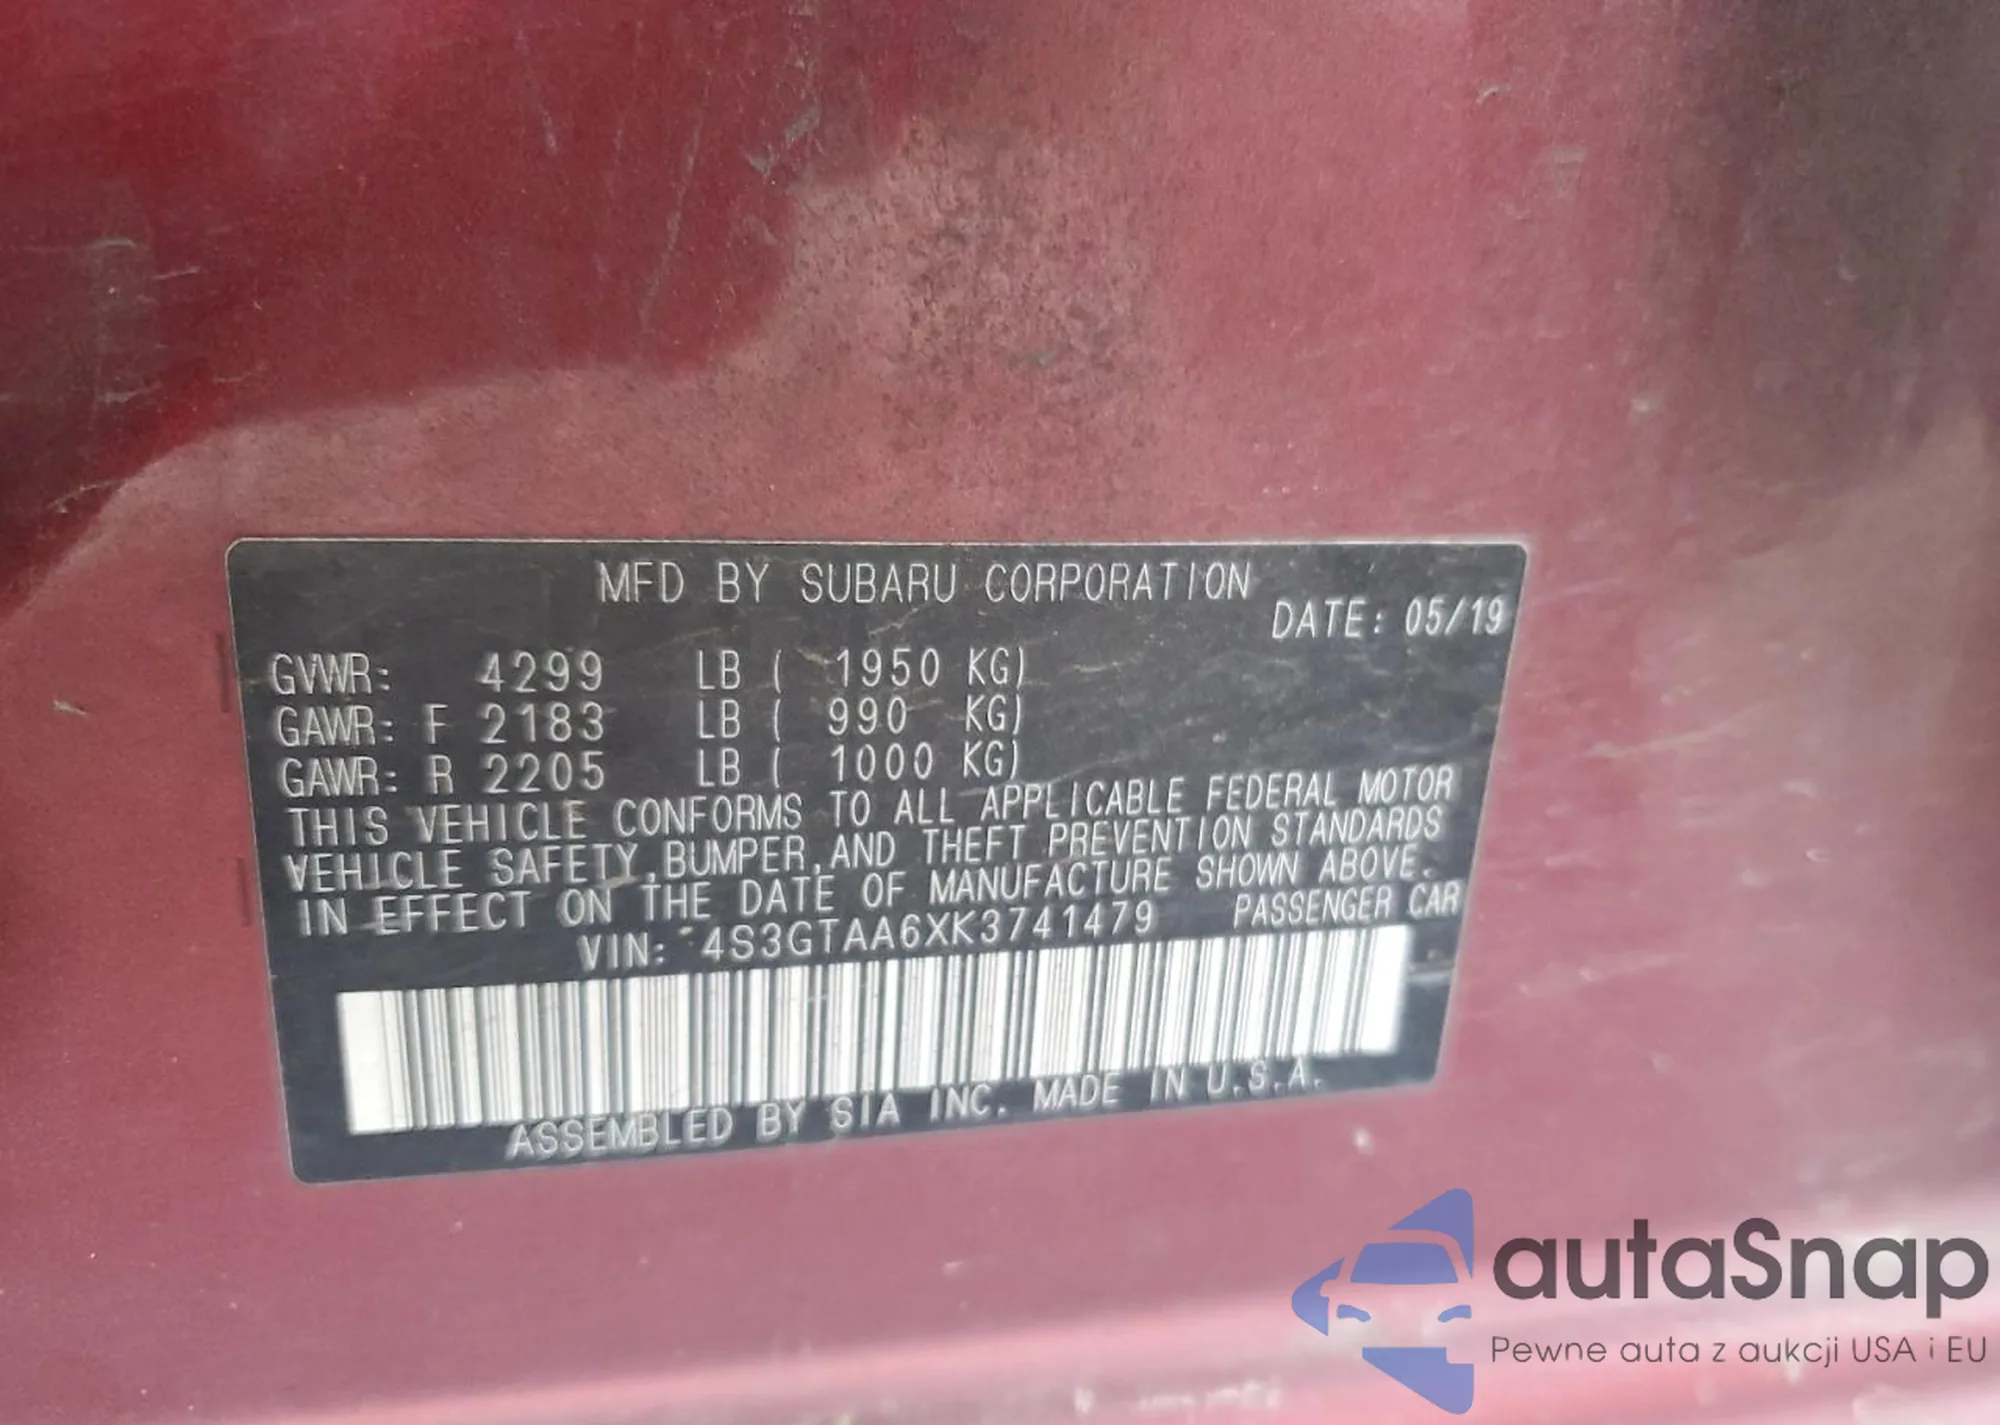 MFD BY SUBARU CORPORATION
DATE: 05/19
GVWR: 4299 LB ( 1950 KG)
GAWR: F 2183 LB ( 990 KG)
GAWR: R 2205 LB ( 1000 KG)
THIS VEHICLE CONFORMS TO ALL APPLICABLE FEDERAL MOTOR
VEHICLE SAFETY,BUMPER,AND THEFT PREVENTION STANDARDS
IN EFFECT ON THE DATE OF MANUFACTURE SHOWN ABOVE.
VIN: 4S3GTAA6XK3741479 PASSENGER CAR
ASSEMBLED BY SIA INC. MADE IN U.S.A.
autaSnap
Pewne auta z aukcji USA i EU